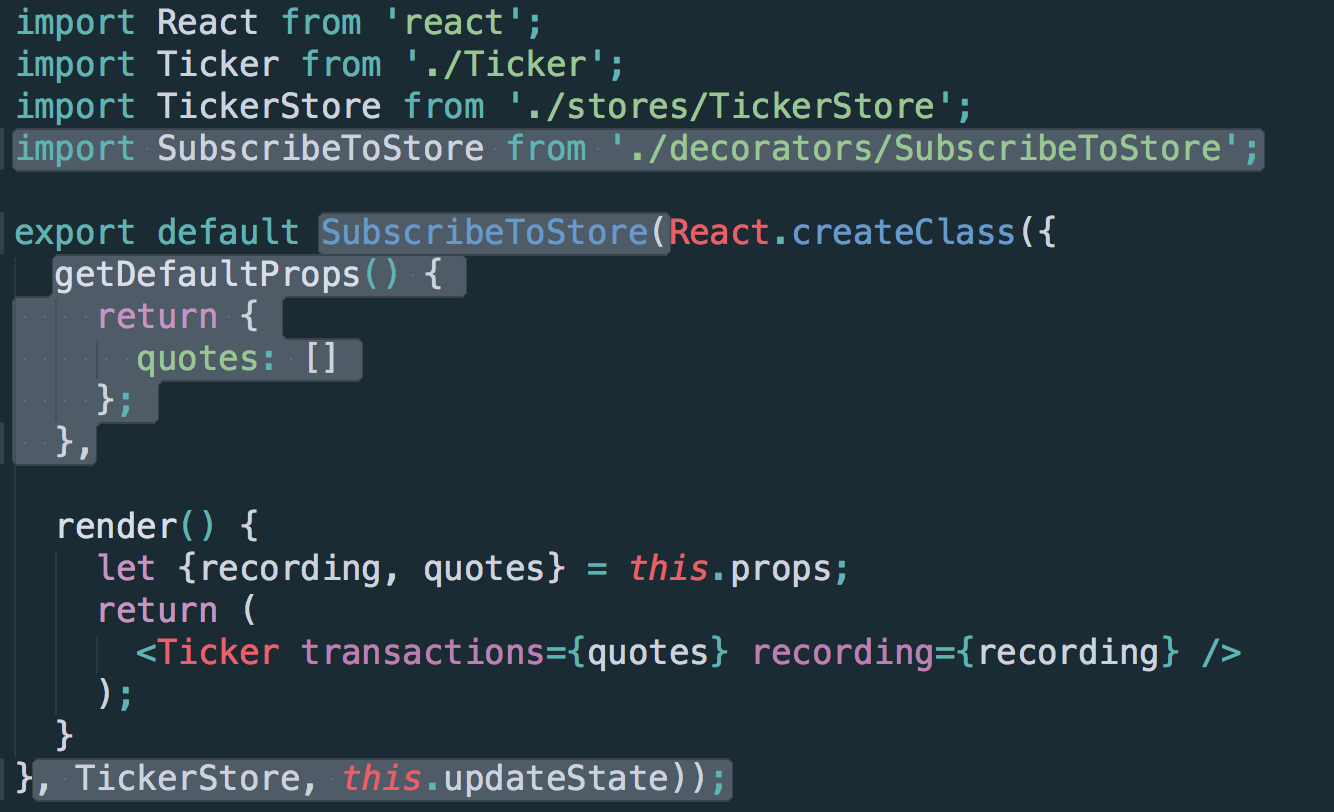 import React from 'react';
import Ticker from './Ticker';
import TickerStore from './stores/TickerStore';
import SubscribeToStore from './decorators/SubscribeToStore';

export default SubscribeToStore(React.createClass({
  getDefaultProps() {
    return {
      quotes: []
    };
  },

  render() {
    let {recording, quotes} = this.props;
    return (
      <Ticker transactions={quotes} recording={recording} />
    );
  }
}, TickerStore, this.updateState));